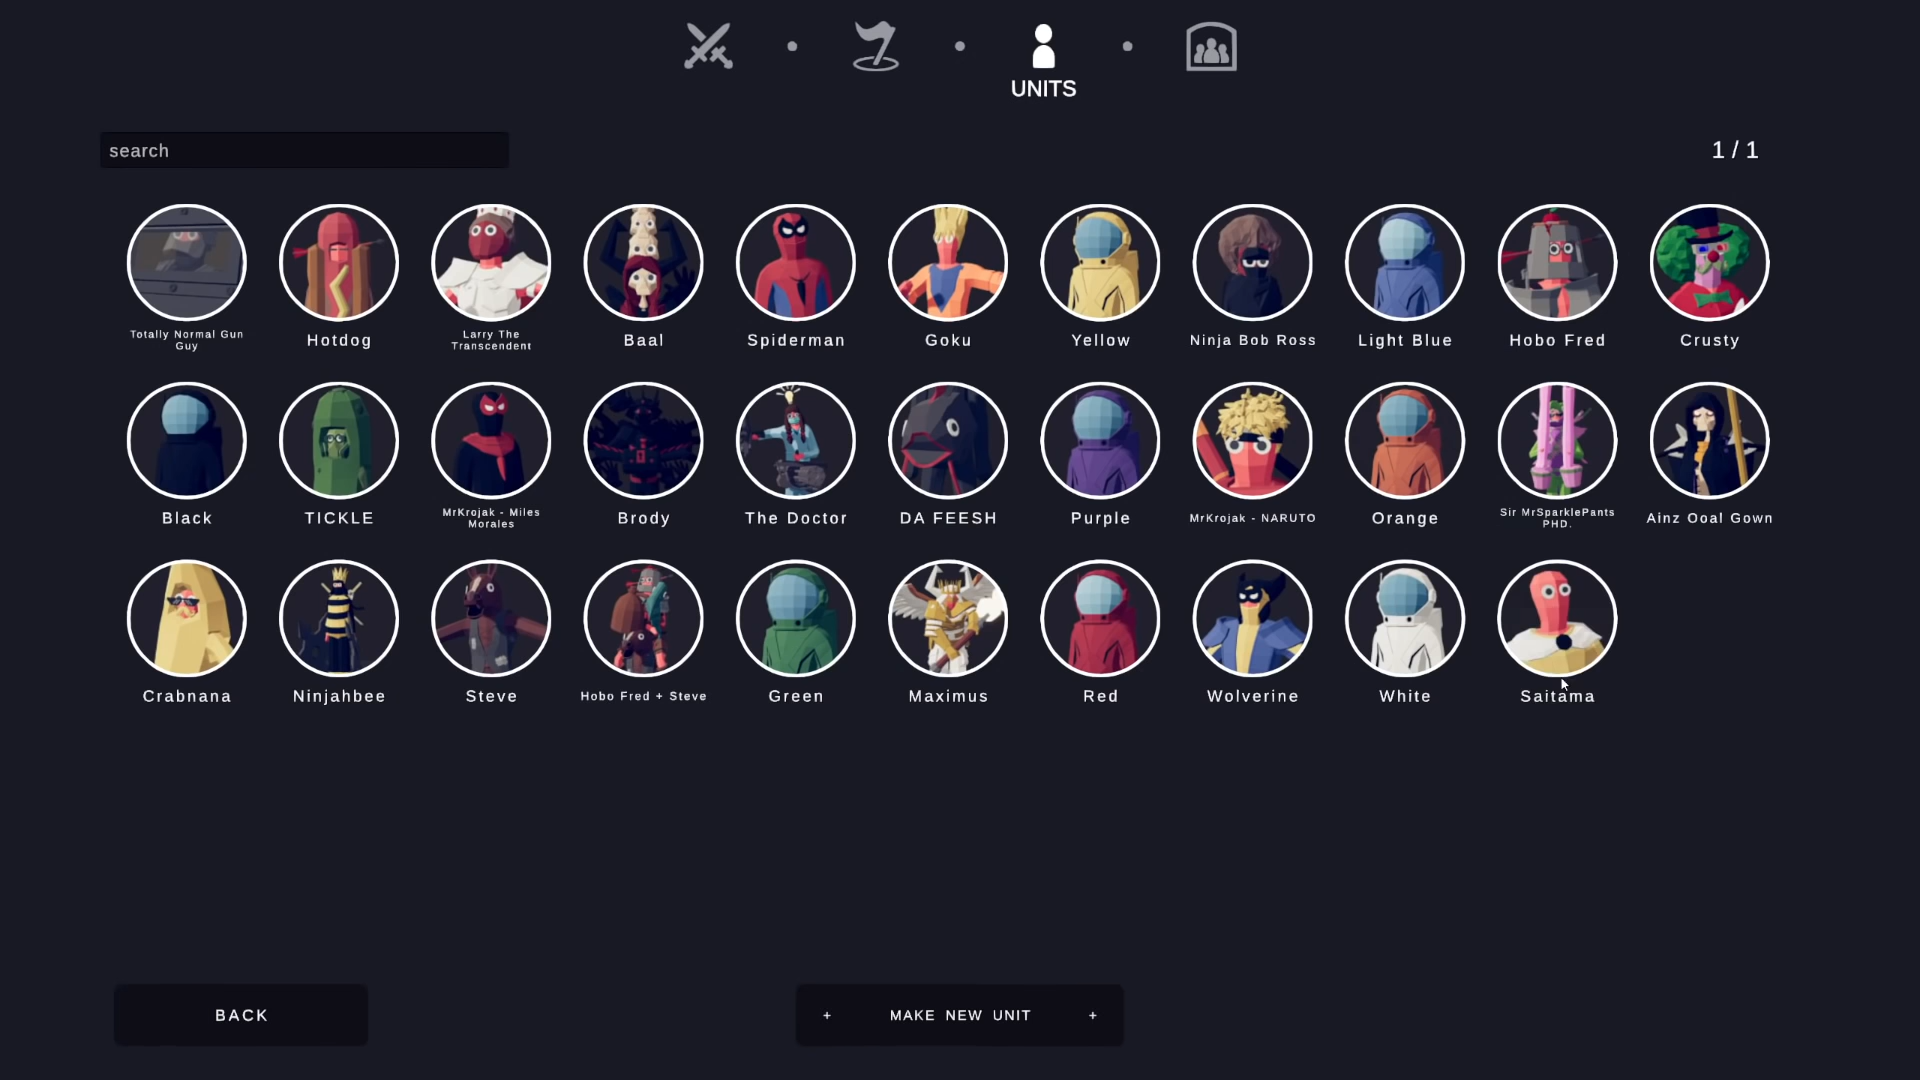 UNITS
search
1 / 1
Totally Normal Gun
Guy
Hotdog
Larry The
Transcendent
Baal
Spiderman
Goku
Yellow
Ninja Bob Ross
Light Blue
Hobo Fred
Crusty
Black
TICKLE
MrKrojak - Miles
Morales
Brody
The Doctor
DA FEESH
Purple
MrKrojak - NARUTO
Orange
Sir MrSparklePants
PHD.
Ainz Ooal Gown
Crabnana
Ninjahbee
Steve
Hobo Fred + Steve
Green
Maximus
Red
Wolverine
White
Saitama
BACK
+ MAKE NEW UNIT +